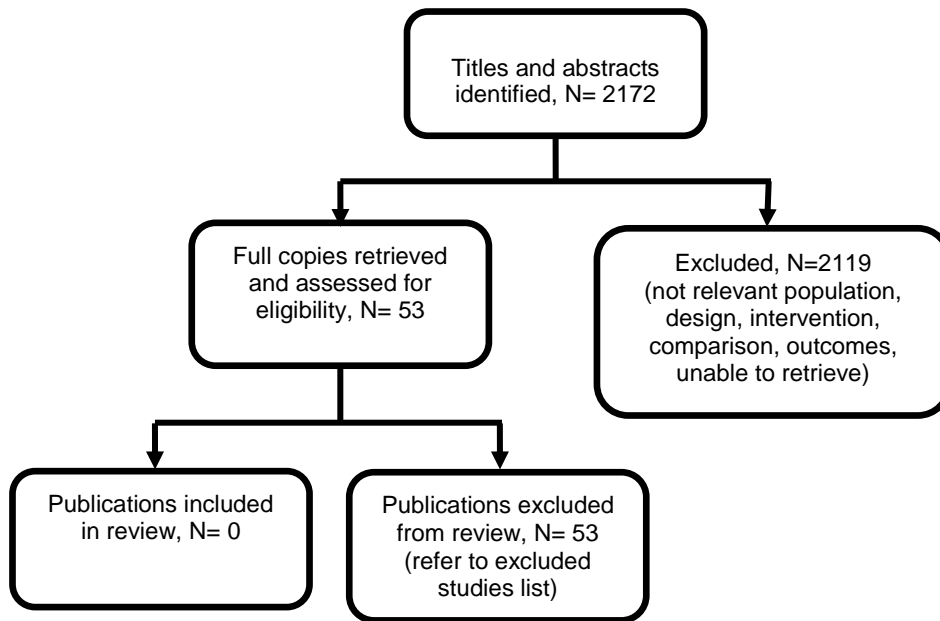 Titles and abstracts
identified, N= 2172
Full copies retrieved
and assessed for
eligibility, N= 53
Excluded, N=2119
(not relevant population,
design, intervention,
comparison, outcomes,
unable to retrieve)
Publications included
in review, N= 0
Publications excluded
from review, N= 53
(refer to excluded
studies list)